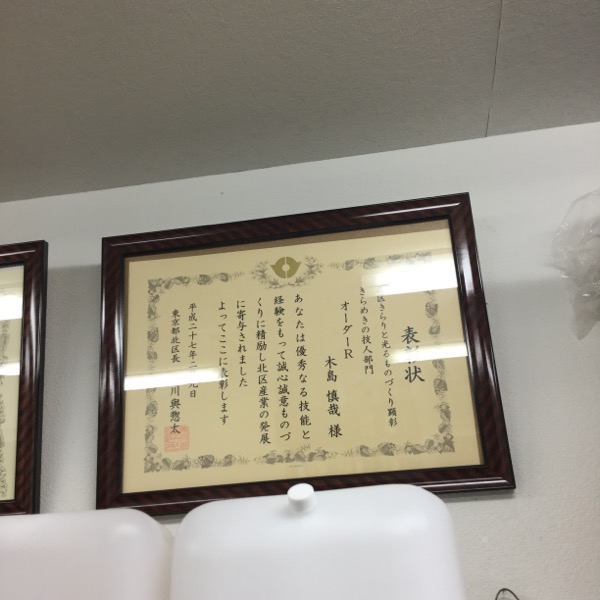 表彰状
区きらりと光るものづくり顕彰
きらめきの技人部門
オーダーR
木島 慎哉 様
あなたは優秀なる技能と
経験をもって誠心誠意ものづ
くりに精励し北区産業の発展
に寄与されました
よってここに表彰します
平成二十七年二 日
東京都北区長 川與惣太